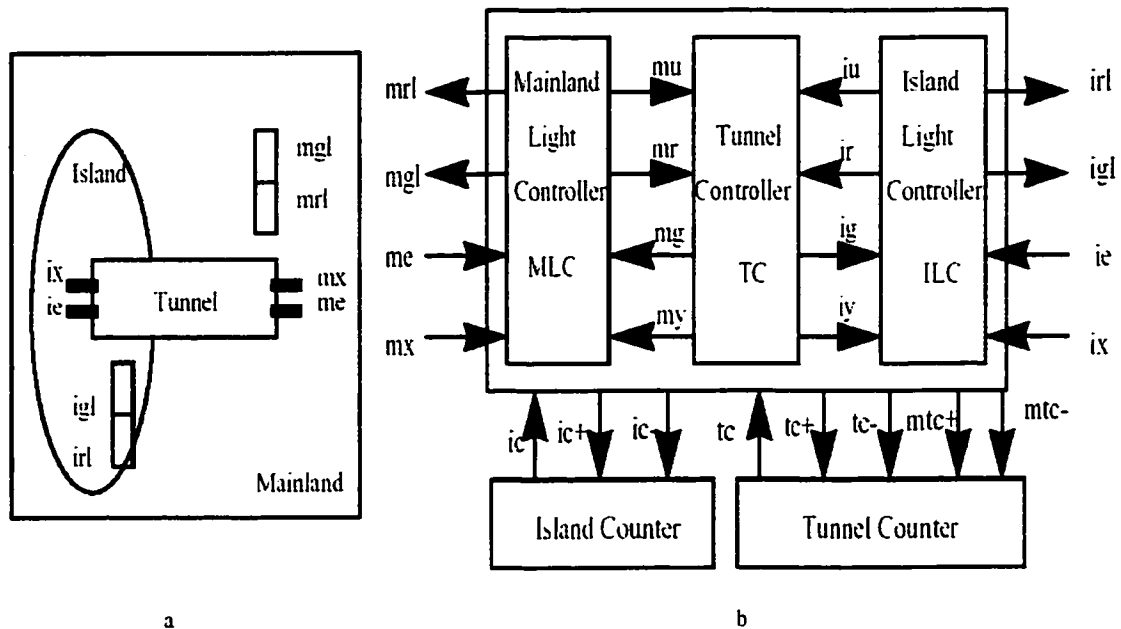 Island
mgl
mrl
ix
ie
Tunnel
mx
me
igl
irl
Mainland
a
mrl
mgl
me
mx
Mainland
Light
Controller
MLC
mu
mr
mg
my
Tunnel
Controller
TC
iu
ir
ig
iy
Island
Light
Controller
ILC
irl
igl
ie
ix
ic
ic+
ic-
tc
tc+
tc-
mtc+
mtc-
Island Counter
Tunnel Counter
b